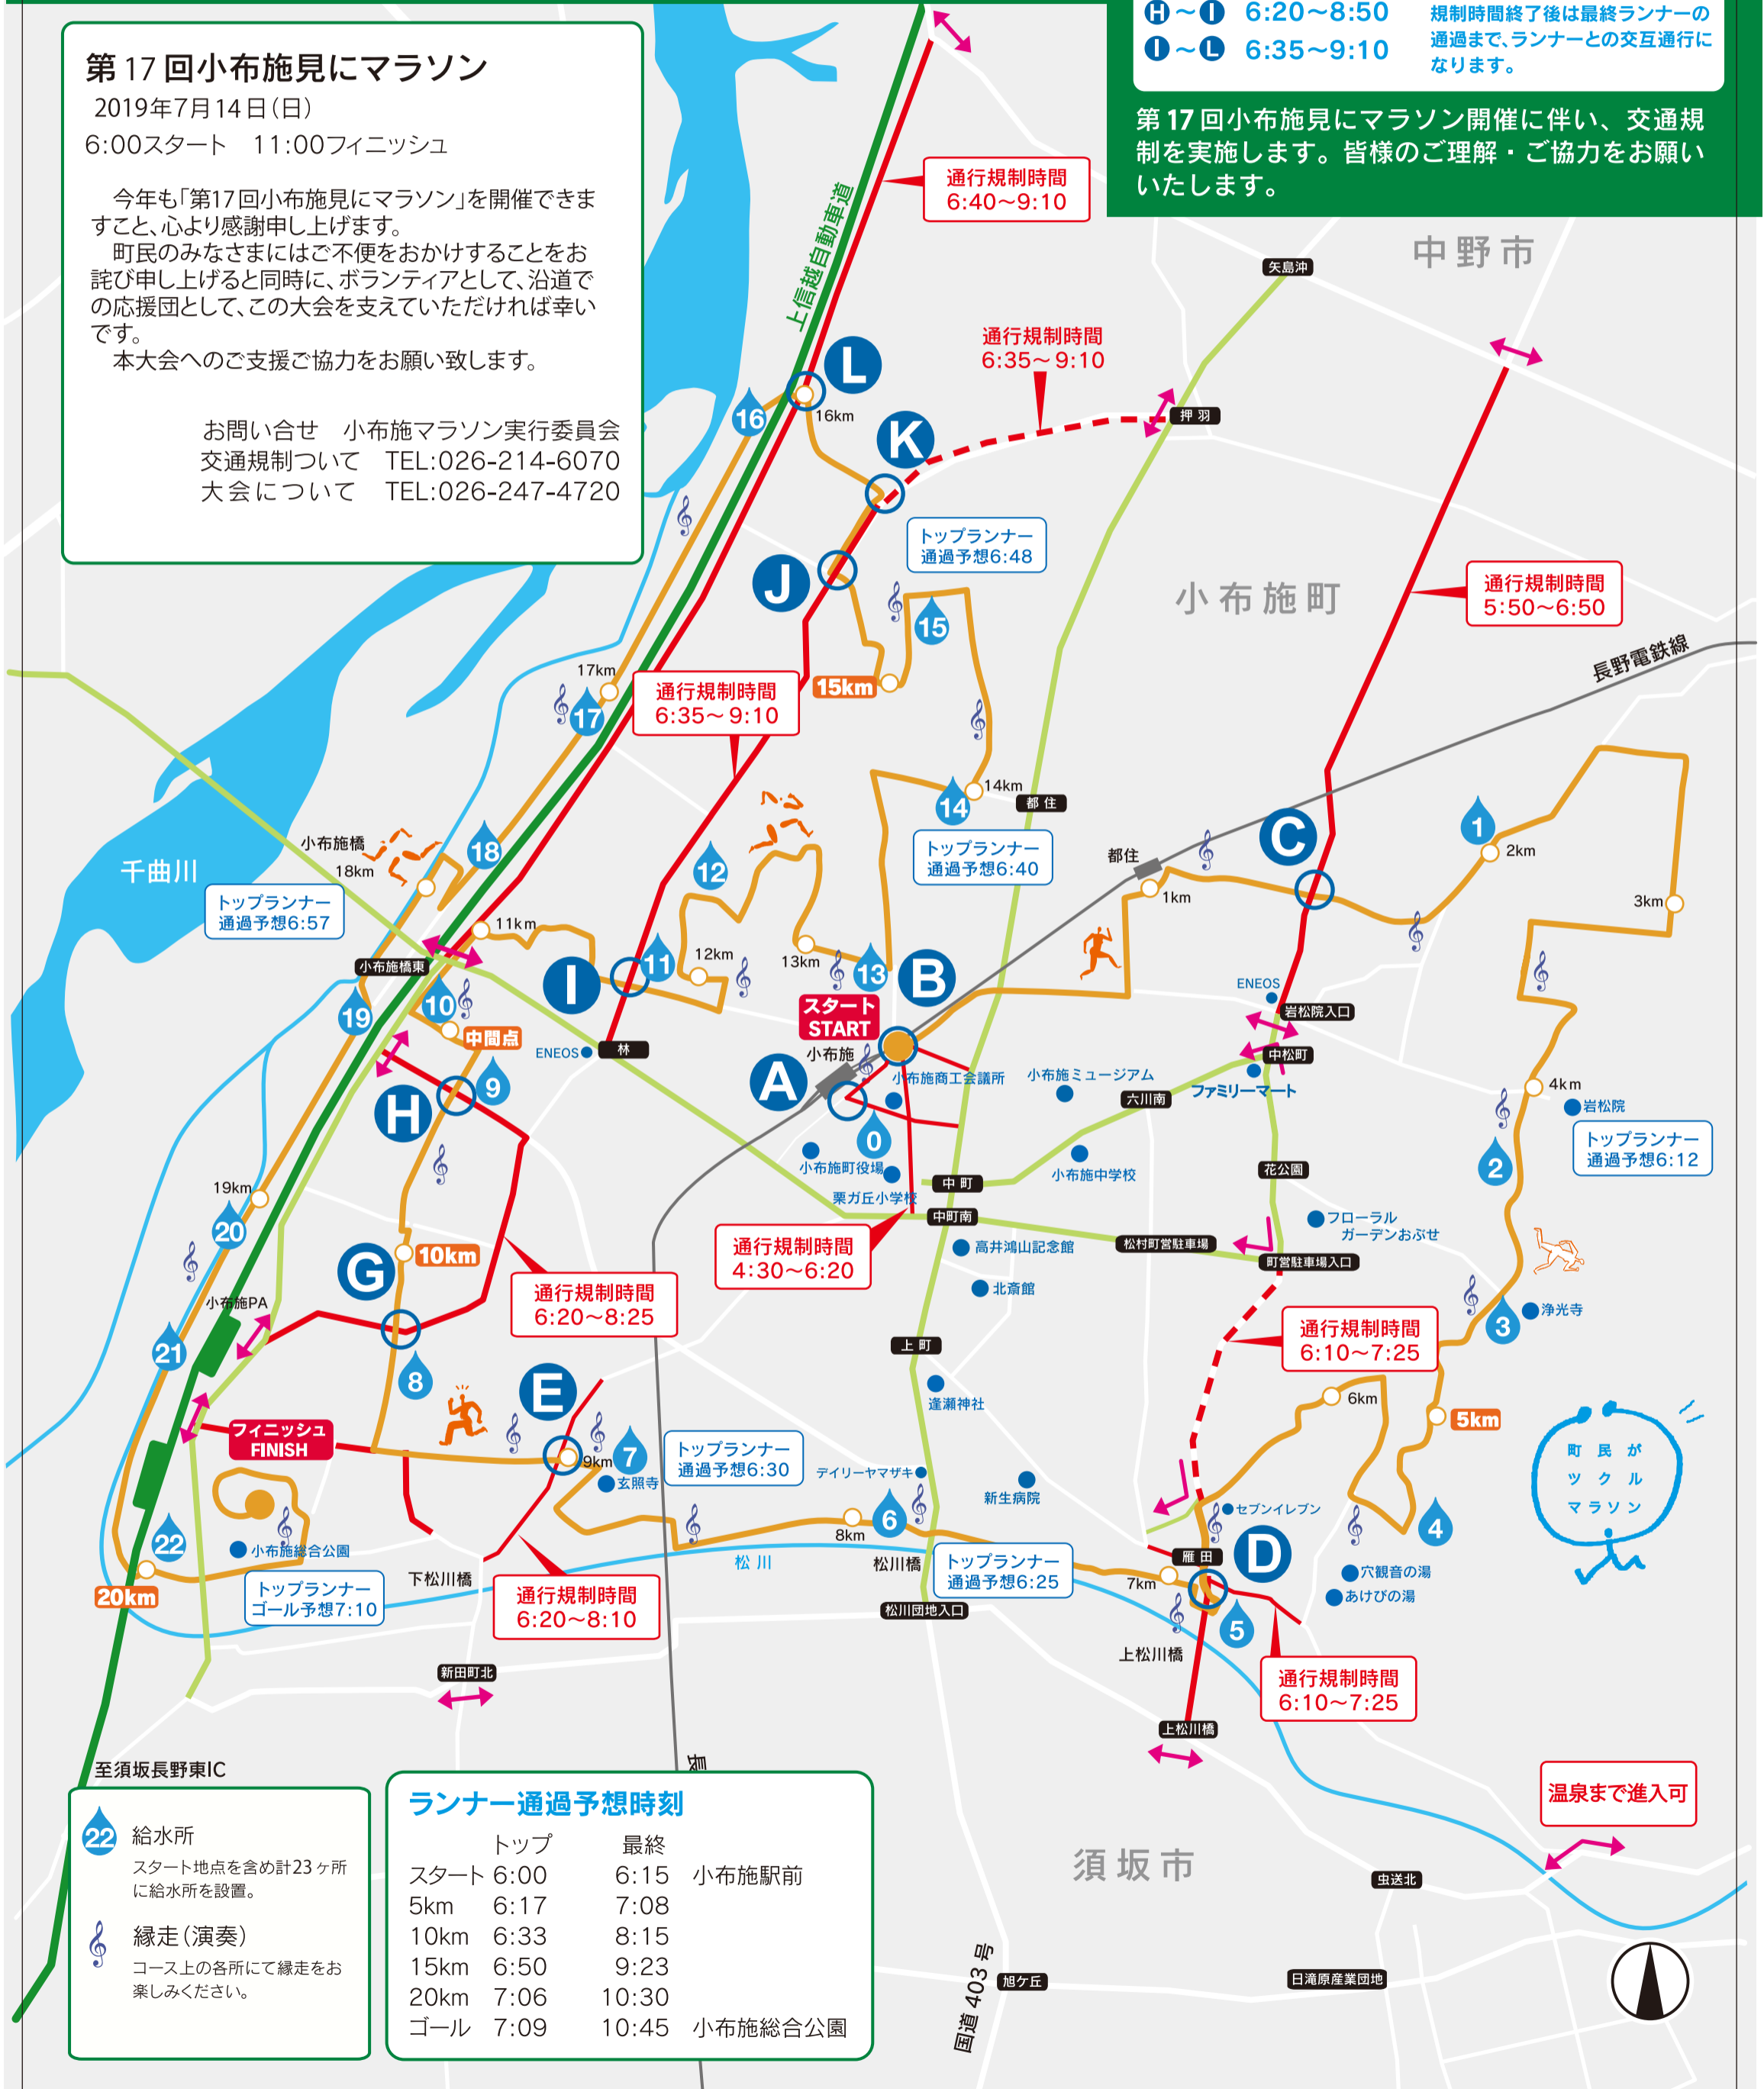 H～I 6:20～8:50
I～L 6:35～9:10
規制時間終了後は最終ランナーの
通過まで、ランナーとの交互通行に
なります。
第17回小布施見にマラソン開催に伴い、交通規
制を実施します。皆様のご理解・ご協力をお願い
いたします。
第17回小布施見にマラソン
2019年7月14日（日）
6:00スタート　11:00フィニッシュ
今年も「第17回小布施見にマラソン」を開催できま
すこと、心より感謝申し上げます。
町民のみなさまにはご不便をおかけすることをお
詫び申し上げると同時に、ボランティアとして、沿道で
の応援団として、この大会を支えていただければ幸い
です。
本大会へのご支援ご協力をお願い致します。
お問い合せ　小布施マラソン実行委員会
交通規制ついて　TEL:026-214-6070
大会について　TEL:026-247-4720
上信越自動車道
通行規制時間
6:40～9:10
中野市
矢島沖
通行規制時間
6:35～9:10
押羽
L
16
16km
K
トップランナー
通過予想6:48
J
15
15km
小布施町
通行規制時間
5:50～6:50
長野電鉄線
17km
17
通行規制時間
6:35～9:10
14km
14
都住
トップランナー
通過予想6:40
C
1
2km
都住
1km
3km
小布施橋
18km
18
千曲川
トップランナー
通過予想6:57
12
11km
小布施橋東
I
11
12km
13km
13
B
スタート
START
10
19
中間点
ENEOS
林
小布施
A
小布施商工会議所
0
小布施町役場
栗ガ丘小学校
小布施ミュージアム
六川南
小布施中学校
ENEOS
岩松院入口
中松町
ファミリーマート
4km
岩松院
トップランナー
通過予想6:12
2
花公園
フローラル
ガーデンおぶせ
9
H
19km
20
中町
中町南
通行規制時間
4:30～6:20
高井鴻山記念館
松村町営駐車場
町営駐車場入口
北斎館
G
10km
小布施PA
通行規制時間
6:20～8:25
通行規制時間
6:10～7:25
3
浄光寺
21
8
上町
逢瀬神社
6km
5km
E
フィニッシュ
FINISH
9km
7
玄照寺
トップランナー
通過予想6:30
デイリーヤマザキ
新生病院
セブンイレブン
4
町民が
ツクル
マラソン
22
小布施総合公園
20km
トップランナー
ゴール予想7:10
下松川橋
8km
6
松川
松川橋
トップランナー
通過予想6:25
7km
雁田
D
穴観音の湯
あけびの湯
通行規制時間
6:20～8:10
松川団地入口
5
上松川橋
通行規制時間
6:10～7:25
新田町北
上松川橋
至須坂長野東IC
長
温泉まで進入可
22
給水所
スタート地点を含め計23ヶ所
に給水所を設置。
縁走（演奏）
コース上の各所にて縁走をお
楽しみください。
ランナー通過予想時刻
トップ　最終
スタート 6:00 6:15 小布施駅前
5km 6:17 7:08
10km 6:33 8:15
15km 6:50 9:23
20km 7:06 10:30
ゴール 7:09 10:45 小布施総合公園
須坂市
虫送北
国道403号
旭ケ丘
日滝原産業団地